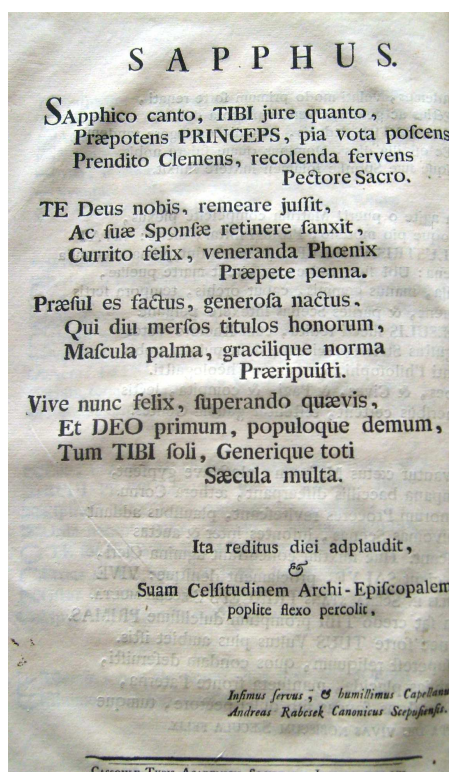 SAPPHUS.
SApphico canto, TIBI jure quanto,
Præpotens PRINCEPS, pia vota poſcens
Prendito Clemens, recolenda fervens
Pectore Sacro.
TE Deus nobis, remeare juſſit,
Ac ſuæ Sponſæ retinere ſanxit,
Currito felix, veneranda Phœnix
Præpete penna.
Præſul es factus, generoſa nactus.
Qui diu merſos titulos honorum,
Maſcula palma, gracilique norma
Præripuiſti.
Vive nunc felix, ſuperando quævis,
Et DEO primum, populoque demum,
Tum TIBI ſoli, Generique toti
Sæcula multa.
Ita reditus diei adplaudit,
&
Suam Celſitudinem Archi-Epiſcopalem
poplite flexo percolit.
Infimus ſervus, & humillimus Capellanus
Andreas Rabcsek Canonicus Scepuſienſis.